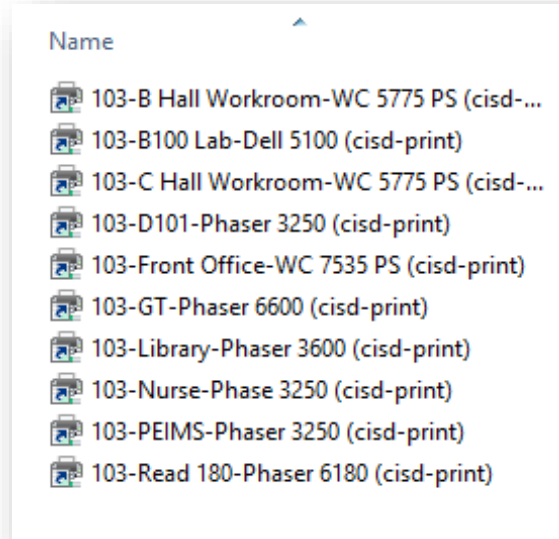 Name
103-B Hall Workroom-WC 5775 PS (cisd-...
103-B100 Lab-Dell 5100 (cisd-print)
103-C Hall Workroom-WC 5775 PS (cisd-...
103-D101-Phaser 3250 (cisd-print)
103-Front Office-WC 7535 PS (cisd-print)
103-GT-Phaser 6600 (cisd-print)
103-Library-Phaser 3600 (cisd-print)
103-Nurse-Phase 3250 (cisd-print)
103-PEIMS-Phaser 3250 (cisd-print)
103-Read 180-Phaser 6180 (cisd-print)